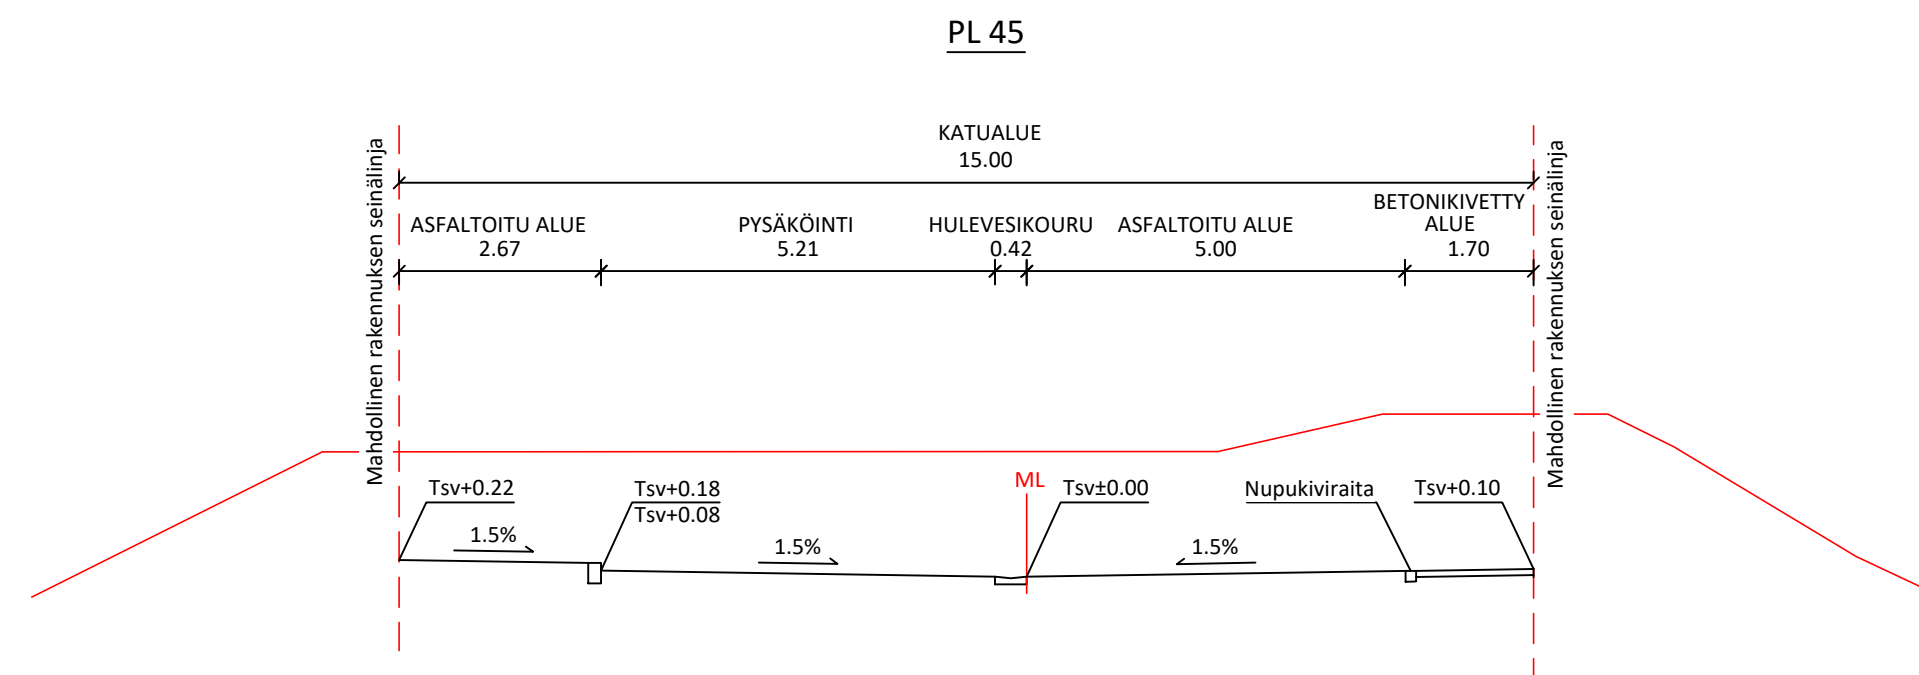 PL 45
KATUALUE
15.00
Mahdollinen rakennuksen seinälinja
ASFALTOITU ALUE
2.67
PYSÄKÖINTI
5.21
HULEVESIKOURU
0.42
ASFALTOITU ALUE
5.00
BETONIKIVETTY
ALUE
1.70
Mahdollinen rakennuksen seinälinja
Tsv+0.22
Tsv+0.18
Tsv+0.08
ML
Tsv±0.00
Nupukiviraita
Tsv+0.10
1.5%
1.5%
1.5%